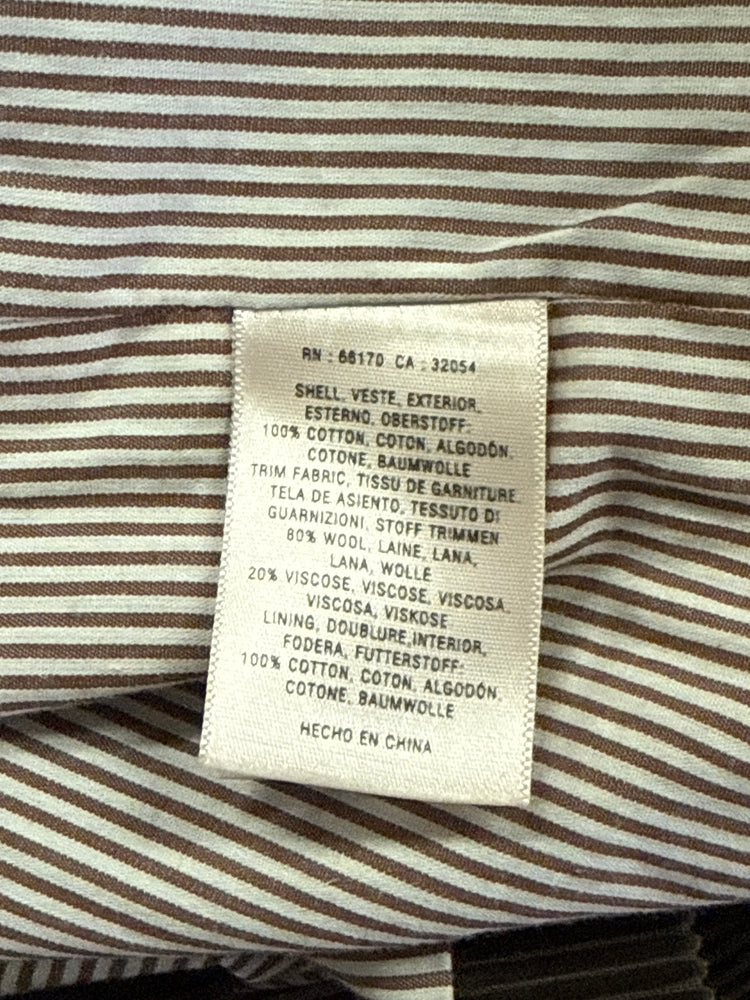 RN : 66170 CA : 32054
SHELL, VESTE, EXTERIOR,
ESTERNO, OBERSTOFF:
100% COTTON, COTON, ALGODÓN,
COTONE, BAUMWOLLE
TRIM FABRIC, TISSU DE GARNITURE,
TELA DE ASIENTO, TESSUTO DI
GUARNIZIONI, STOFF TRIMMEN
80% WOOL, LAINE, LANA,
LANA, WOLLE
20% VISCOSE, VISCOSE, VISCOSA,
VISCOSA, VISKOSE
LINING, DOUBLURE,INTERIOR,
FODERA, FUTTERSTOFF:
100% COTTON, COTON, ALGODÓN,
COTONE, BAUMWOLLE
HECHO EN CHINA